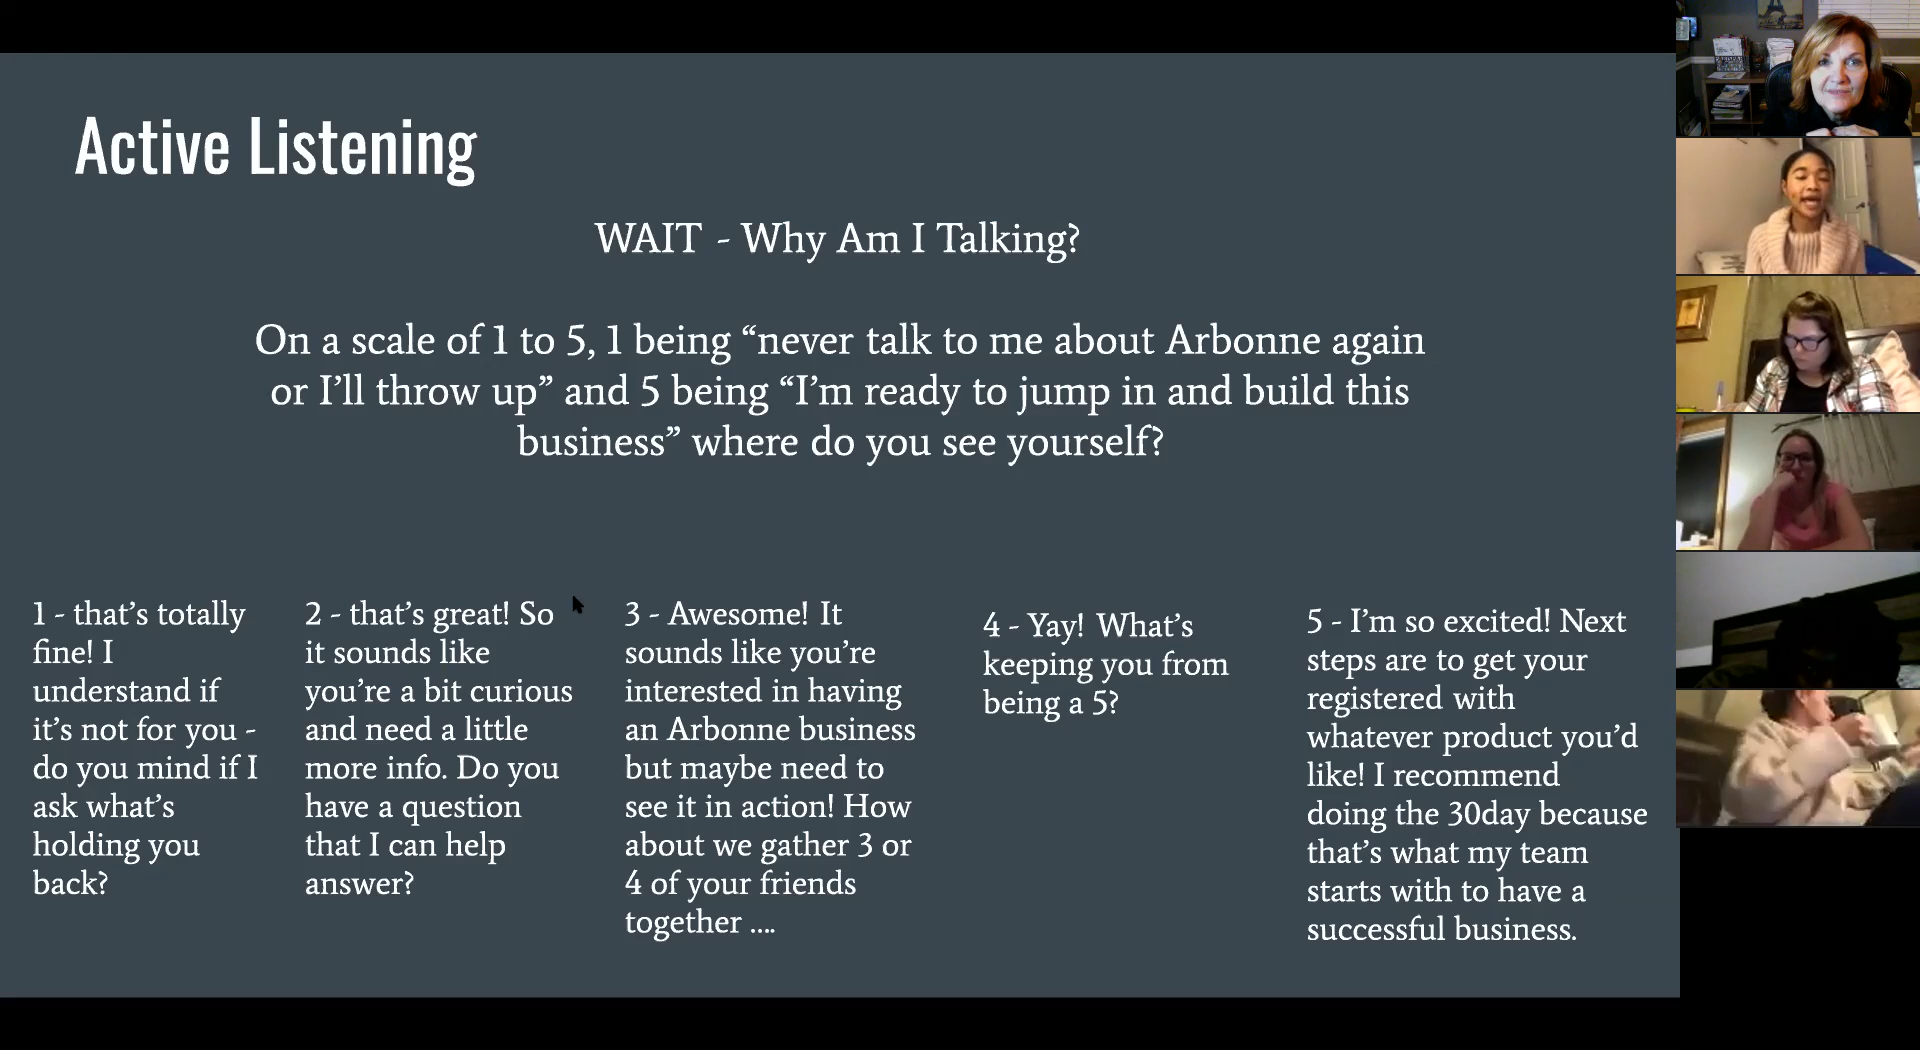 Active Listening
WAIT - Why Am I Talking?
On a scale of 1 to 5, 1 being “never talk to me about Arbonne again
or I’ll throw up” and 5 being “I’m ready to jump in and build this
business” where do you see yourself?
1 - that’s totally
fine! I
understand if
it’s not for you -
do you mind if I
ask what’s
holding you
back?
2 - that’s great! So
it sounds like
you’re a bit curious
and need a little
more info. Do you
have a question
that I can help
answer?
3 - Awesome! It
sounds like you’re
interested in having
an Arbonne business
but maybe need to
see it in action! How
about we gather 3 or
4 of your friends
together ....
4 - Yay! What’s
keeping you from
being a 5?
5 - I’m so excited! Next
steps are to get your
registered with
whatever product you’d
like! I recommend
doing the 30day because
that’s what my team
starts with to have a
successful business.